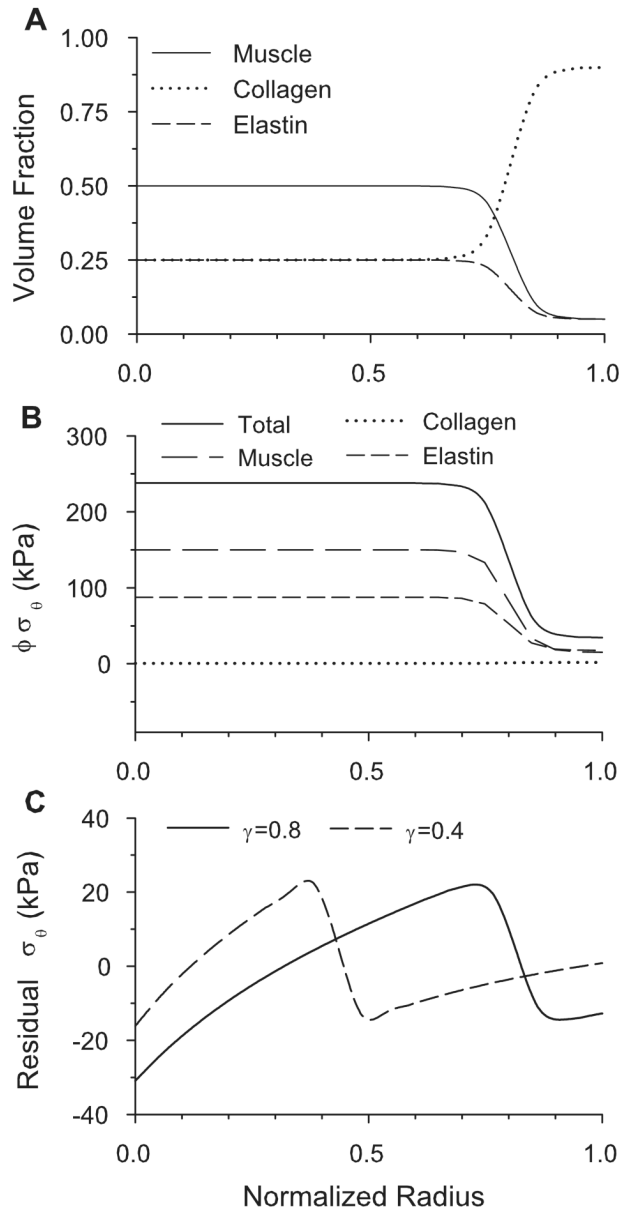 A
1.00
Muscle
Collagen
0.75
Elastin
Volume Fraction
0.50
0.25
0.00
0.0 0.5 1.0
B
Total Collagen
300
Muscle Elastin
200
ϕ σθ (kPa)
100
0
0.0 0.5 1.0
C
40
γ=0.8 γ=0.4
20
Residual σθ (kPa)
0
-20
-40
0.0 0.5 1.0
Normalized Radius